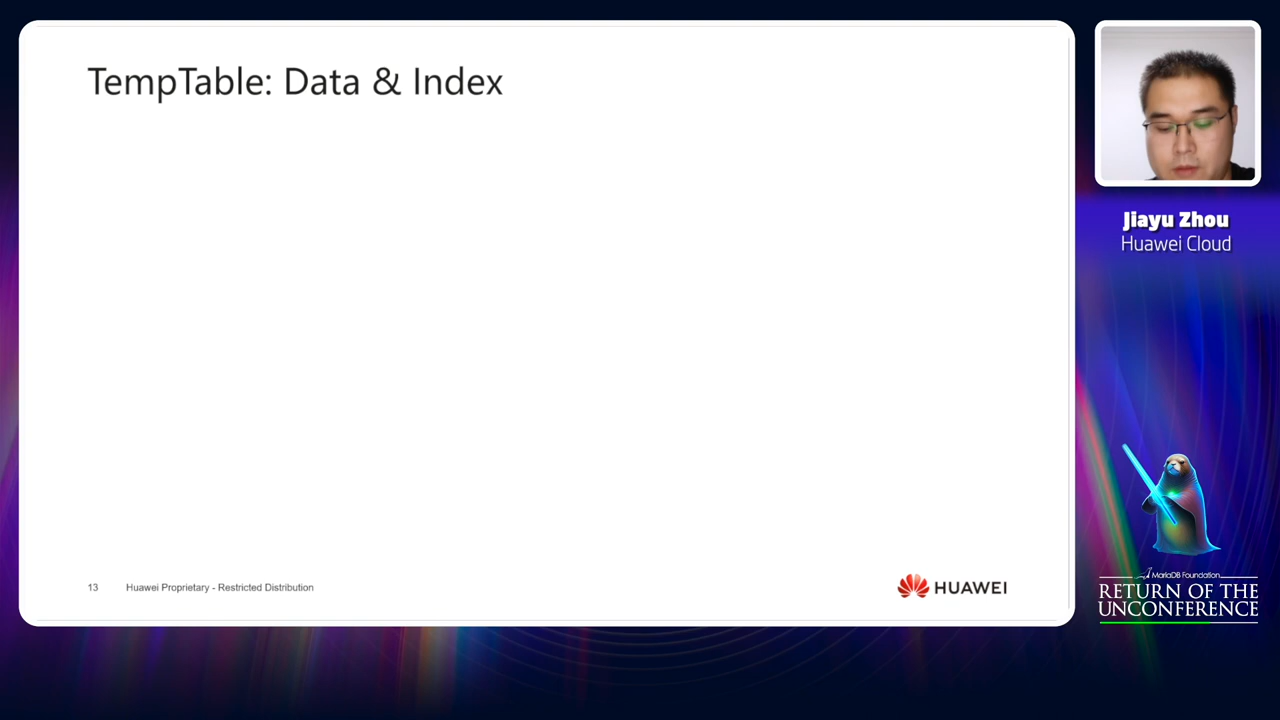 TempTable: Data & Index
13 Huawei Proprietary - Restricted Distribution
HUAWEI
Jiayu Zhou
Huawei Cloud
MariaDB Foundation
RETURN OF THE
UNCONFERENCE